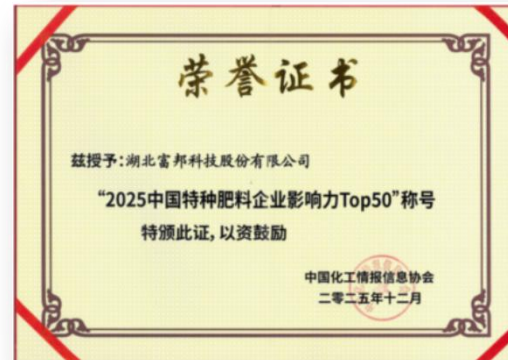 荣誉证书
兹授予:湖北富邦科技股份有限公司
“2025中国特种肥料企业影响力Top50”称号
特颁此证,以资鼓励
中国化工情报信息协会
二零二五年十二月